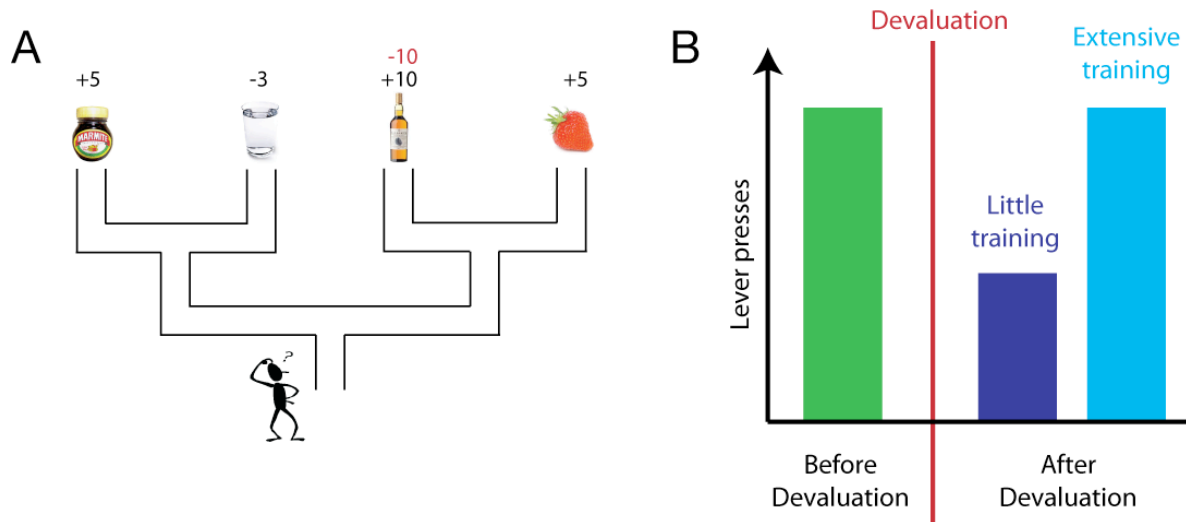 A
+5
-3
-10
+10
+5
MARMITE
?
B
Devaluation
Extensive
training
Little
training
Lever presses
Before
Devaluation
After
Devaluation